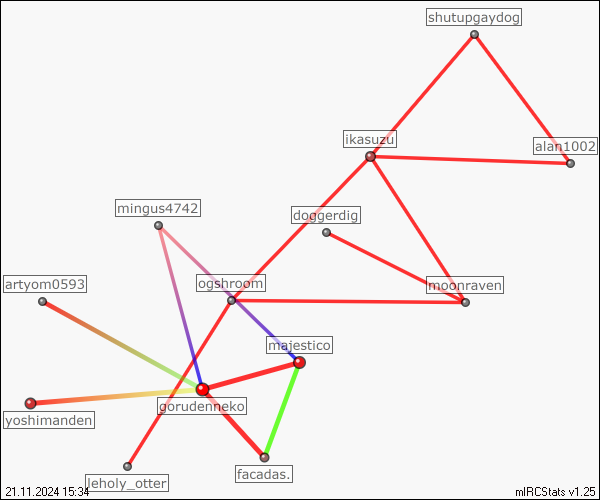 shutupgaydog
ikasuzu
alan1002
mingus4742
doggerdig
artyom0593
ogshroom
moonraven
majestico
gorudenneko
yoshimanden
facadas.
leholy_otter
21.11.2024 15:34
mIRCStats v1.25